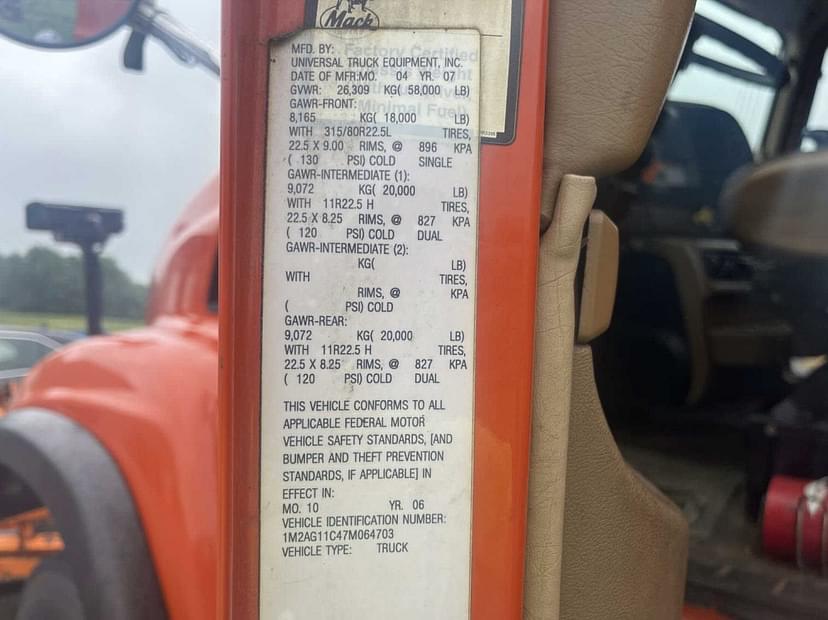 Mack
Factory Certified
MFD. BY:
UNIVERSAL TRUCK EQUIPMENT, INC.
DATE OF MFR:MO. 04 YR. 07
GVWR: 26,309 KG( 58,000 LB)
Minimal Fuel)
GAWR-FRONT:
8,165 KG( 18,000 LB)
WITH 315/80R22.5L TIRES,
22.5 X 9.00 RIMS, @ 896 KPA
( 130 PSI) COLD SINGLE
GAWR-INTERMEDIATE (1):
9,072 KG( 20,000 LB)
WITH 11R22.5 H TIRES,
22.5 X 8.25 RIMS, @ 827 KPA
( 120 PSI) COLD DUAL
GAWR-INTERMEDIATE (2):
KG( LB)
WITH TIRES,
RIMS, @ KPA
( PSI) COLD
GAWR-REAR:
9,072 KG( 20,000 LB)
WITH 11R22.5 H TIRES,
22.5 X 8.25 RIMS, @ 827 KPA
( 120 PSI) COLD DUAL
THIS VEHICLE CONFORMS TO ALL
APPLICABLE FEDERAL MOTOR
VEHICLE SAFETY STANDARDS, [AND
BUMPER AND THEFT PREVENTION
STANDARDS, IF APPLICABLE] IN
EFFECT IN:
MO. 10 YR. 06
VEHICLE IDENTIFICATION NUMBER:
1M2AG11C47M064703
VEHICLE TYPE: TRUCK